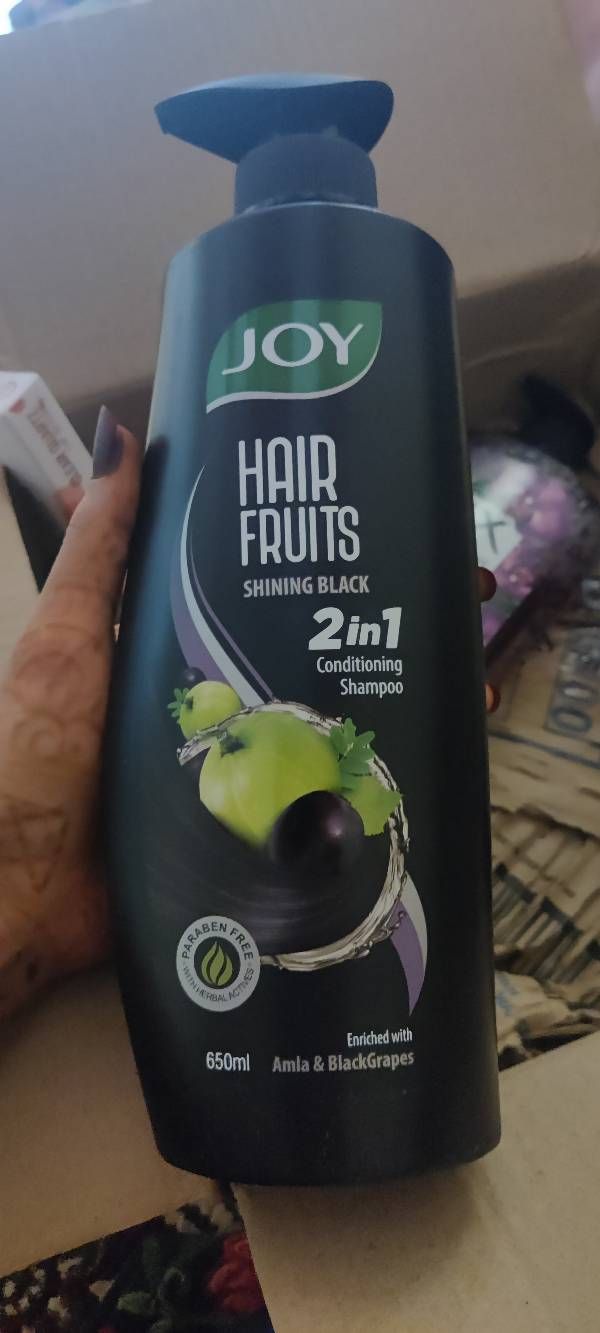 JOY
HAIR
FRUITS
SHINING BLACK
2in1
Conditioning
Shampoo
PARABEN FREE
WITH HERBAL ACTIVES
Enriched with
650ml Amla & BlackGrapes